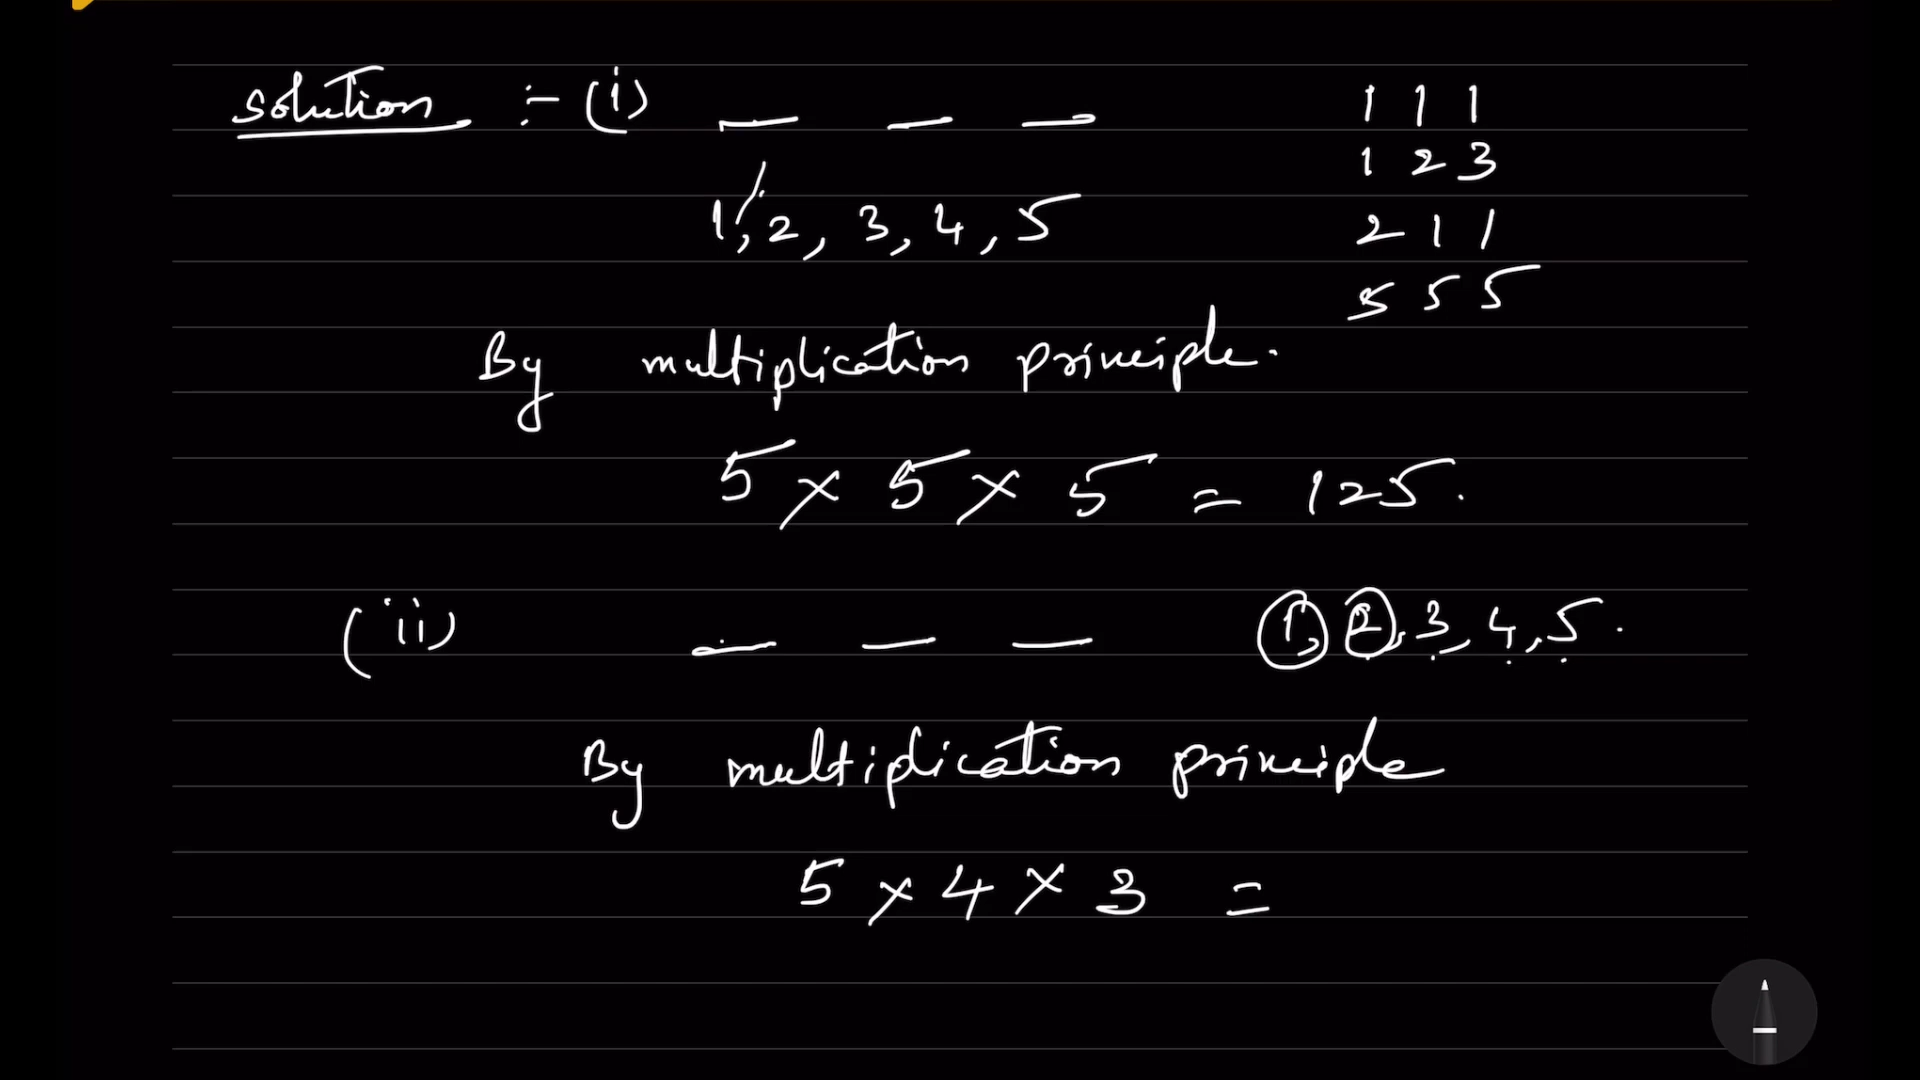 solution :- (i) _ _ _
1, 2, 3, 4, 5
1 1 1
1 2 3
2 1 1
5 5 5
By multiplication principle.
5 × 5 × 5 = 125.
(ii) _ _ _ 1, 2, 3, 4, 5.
By multiplication principle
5 × 4 × 3 =